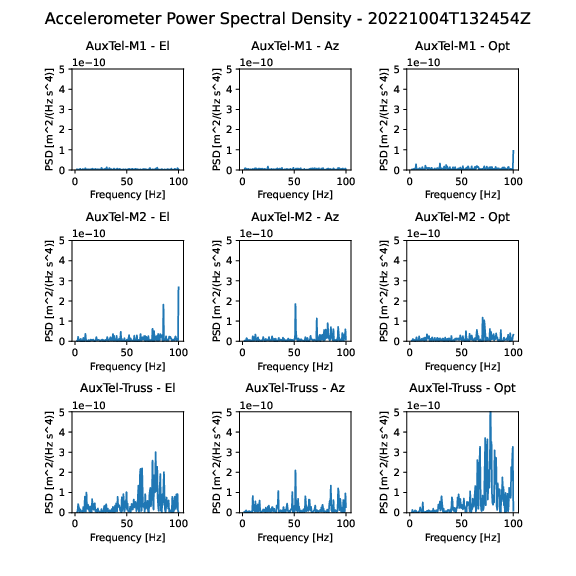 Accelerometer Power Spectral Density - 20221004T132454Z
AuxTel-M1 - El
AuxTel-M1 - Az
AuxTel-M1 - Opt
1e−10
1e−10
1e−10
PSD [m^2/(Hz s^4)]
5
4
3
2
1
0
PSD [m^2/(Hz s^4)]
5
4
3
2
1
0
PSD [m^2/(Hz s^4)]
5
4
3
2
1
0
0 50 100
0 50 100
0 50 100
Frequency [Hz]
Frequency [Hz]
Frequency [Hz]
AuxTel-M2 - El
AuxTel-M2 - Az
AuxTel-M2 - Opt
1e−10
1e−10
1e−10
PSD [m^2/(Hz s^4)]
5
4
3
2
1
0
PSD [m^2/(Hz s^4)]
5
4
3
2
1
0
PSD [m^2/(Hz s^4)]
5
4
3
2
1
0
0 50 100
0 50 100
0 50 100
Frequency [Hz]
Frequency [Hz]
Frequency [Hz]
AuxTel-Truss - El
AuxTel-Truss - Az
AuxTel-Truss - Opt
1e−10
1e−10
1e−10
PSD [m^2/(Hz s^4)]
5
4
3
2
1
0
PSD [m^2/(Hz s^4)]
5
4
3
2
1
0
PSD [m^2/(Hz s^4)]
5
4
3
2
1
0
0 50 100
0 50 100
0 50 100
Frequency [Hz]
Frequency [Hz]
Frequency [Hz]